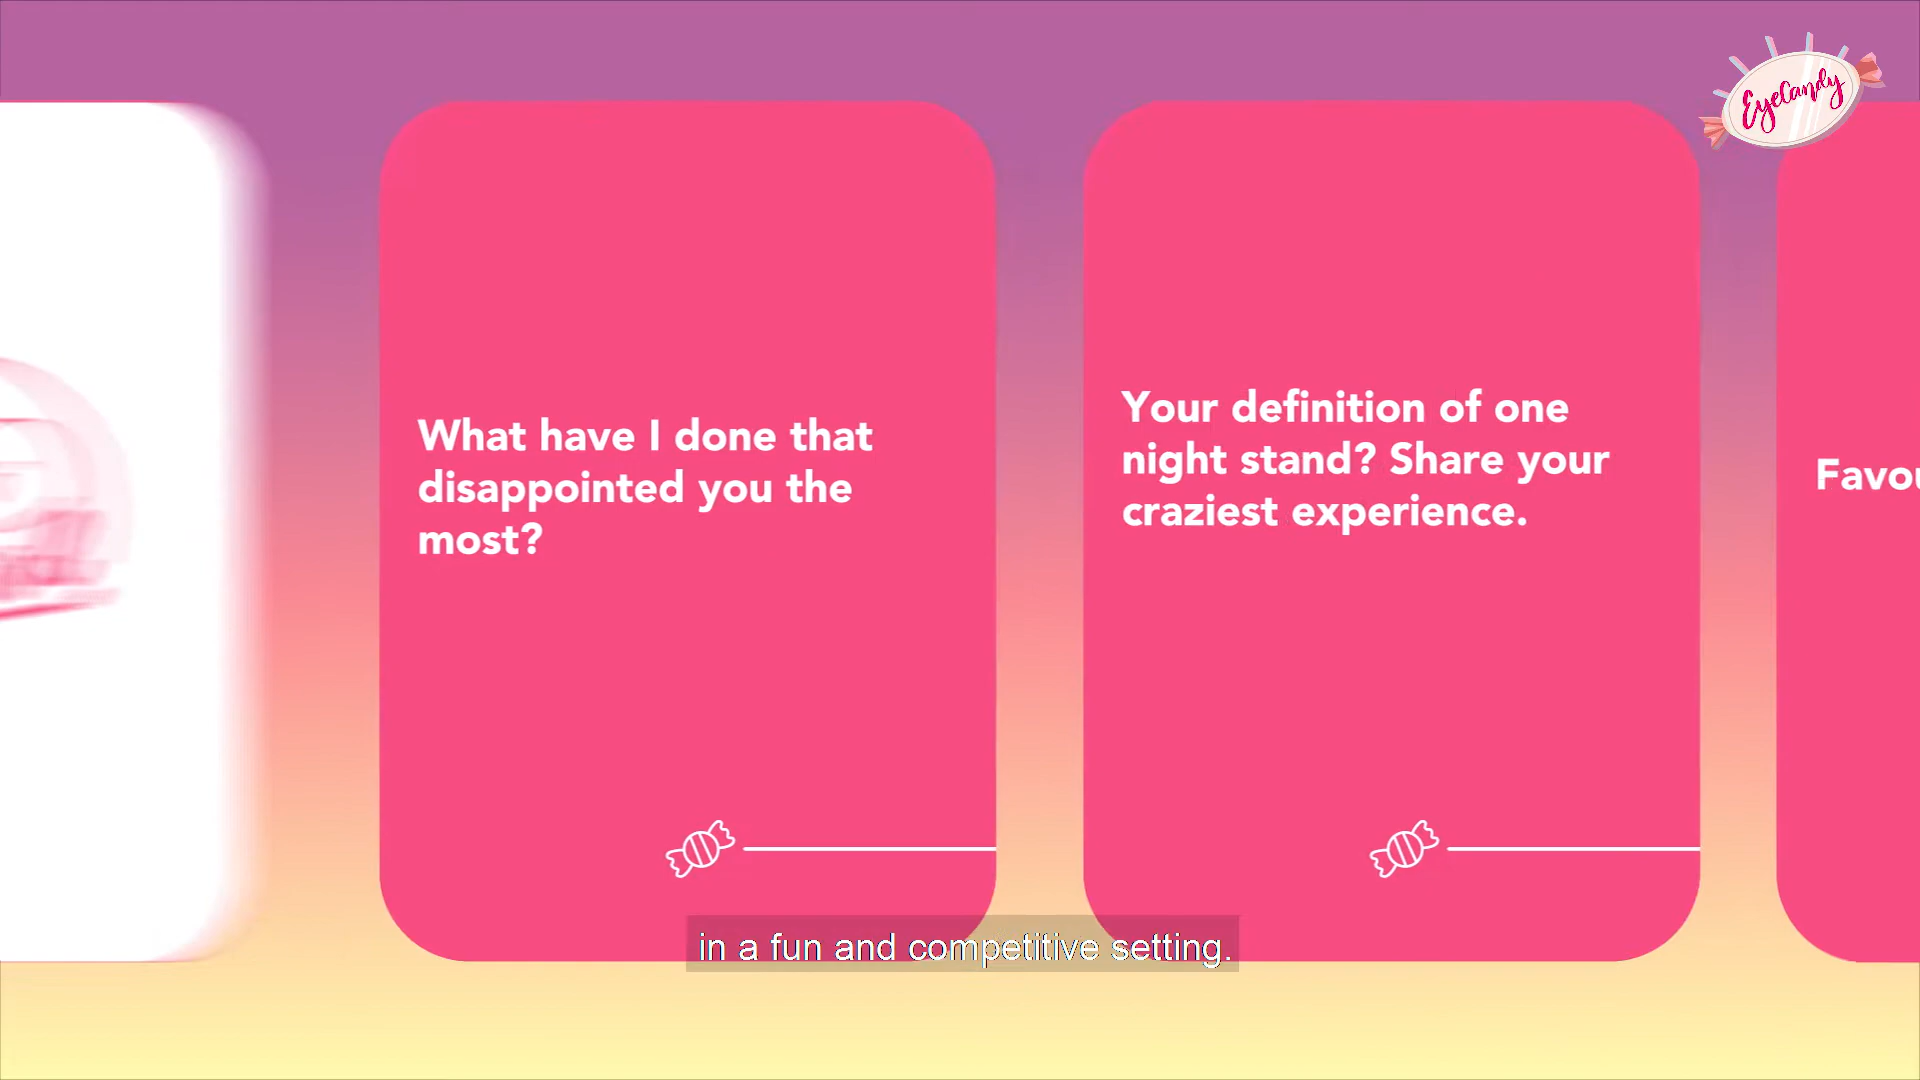 EyeCandy
What have I done that
disappointed you the
most?
Your definition of one
night stand? Share your
craziest experience.
in a fun and competitive setting.